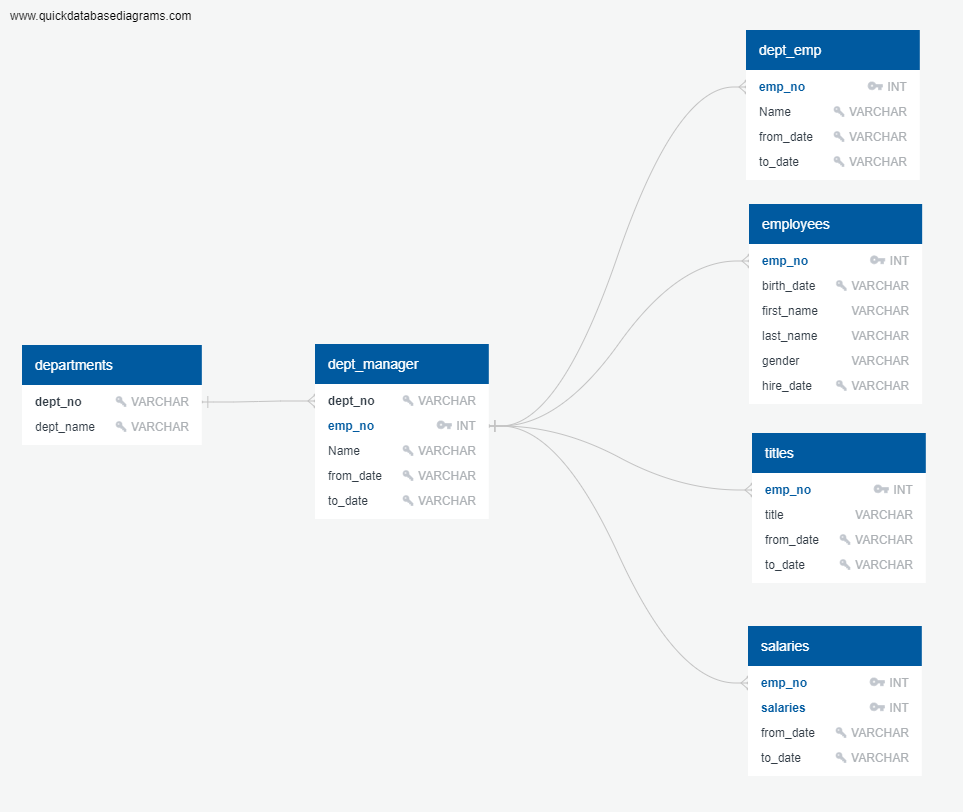 www.quickdatabasediagrams.com
departments
dept_no VARCHAR
dept_name VARCHAR
dept_manager
dept_no VARCHAR
emp_no INT
Name VARCHAR
from_date VARCHAR
to_date VARCHAR
dept_emp
emp_no INT
Name VARCHAR
from_date VARCHAR
to_date VARCHAR
employees
emp_no INT
birth_date VARCHAR
first_name VARCHAR
last_name VARCHAR
gender VARCHAR
hire_date VARCHAR
titles
emp_no INT
title VARCHAR
from_date VARCHAR
to_date VARCHAR
salaries
emp_no INT
salaries INT
from_date VARCHAR
to_date VARCHAR